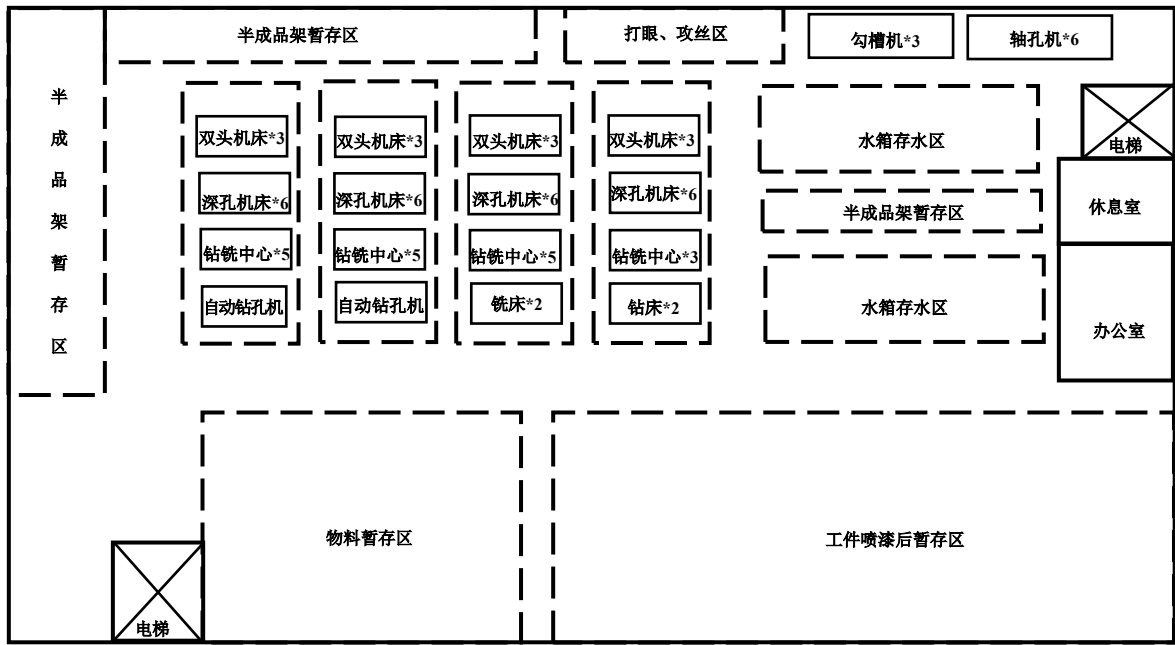 半成品架暂存区
打眼、攻丝区
勾槽机*3
轴孔机*6
半成品架暂存区
双头机床*3
双头机床*3
双头机床*3
双头机床*3
水箱存水区
电梯
深孔机床*6
深孔机床*6
深孔机床*6
深孔机床*6
半成品架暂存区
休息室
钻铣中心*5
钻铣中心*5
钻铣中心*5
钻铣中心*3
自动钻孔机
自动钻孔机
铣床*2
钻床*2
水箱存水区
办公室
物料暂存区
工件喷漆后暂存区
电梯